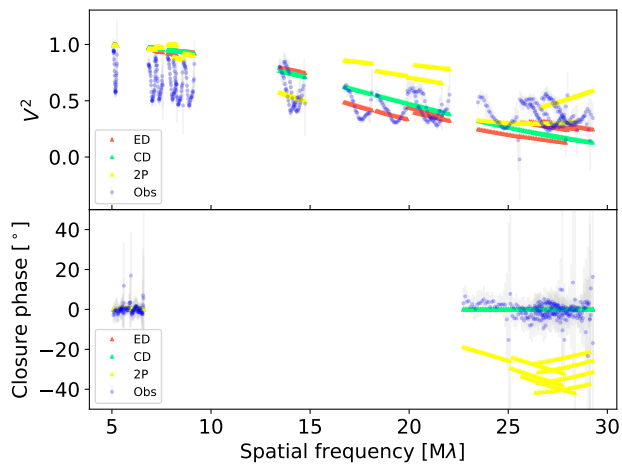 1.0
0.5
0.0
V²
ED
CD
2P
Obs
40
20
0
−20
−40
Closure phase [°]
ED
CD
2P
Obs
5
10
15
20
25
30
Spatial frequency [Mλ]